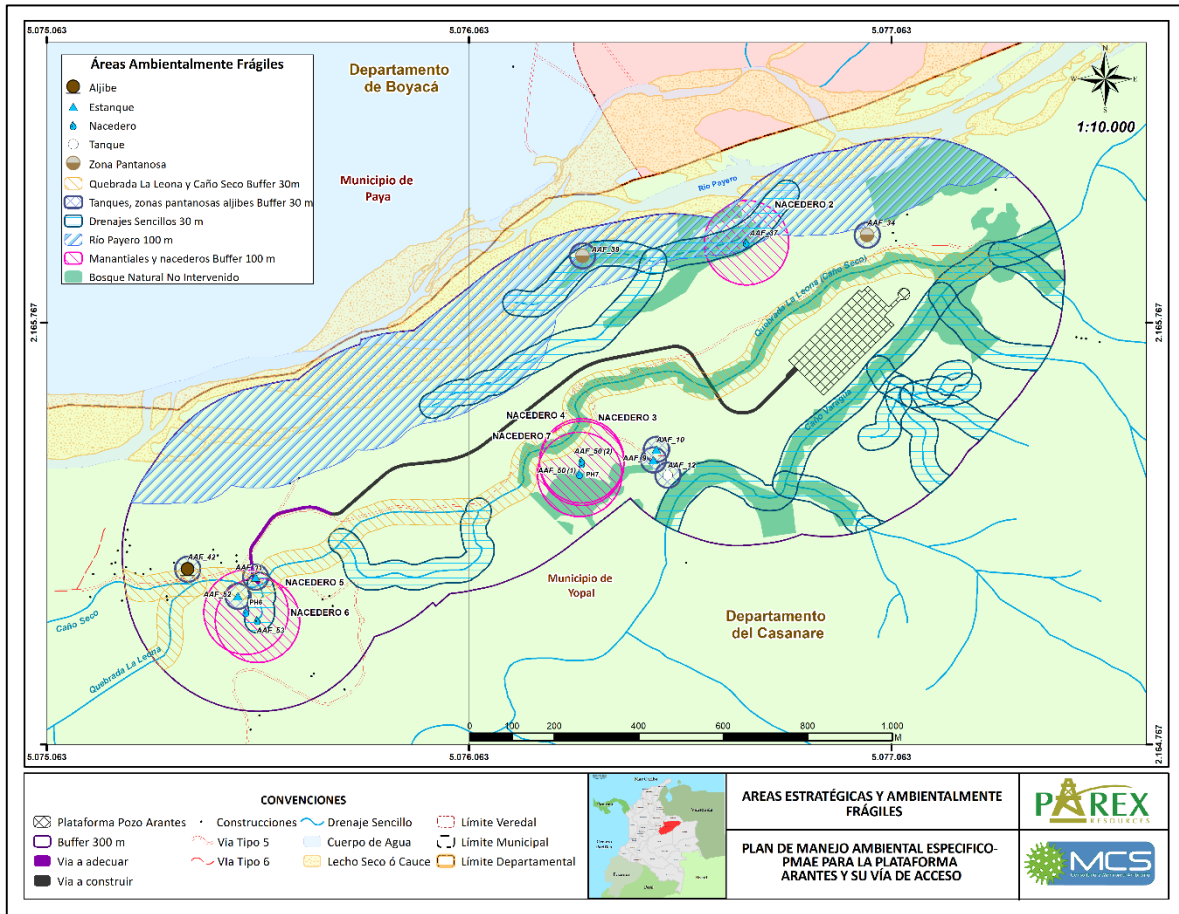 5.075.063
5.076.063
5.077.063
Áreas Ambientalmente Frágiles
Aljibe
Estanque
Nacedero
Tanque
Zona Pantanosa
Quebrada La Leona y Caño Seco Buffer 30m
Tanques, zonas pantanosas aljibes Buffer 30 m
Drenajes Sencillos 30 m
Río Payero 100 m
Manantiales y nacederos Buffer 100 m
Bosque Natural No Intervenido
Departamento
de Boyacá
N
W
E
S
1:10.000
Municipio de
Paya
Río Payero
NACEDERO 2
AAF_37
AAF_34
AAF_39
Quebrada La Leona (Caño Seco)
2.165.767
2.165.767
NACEDERO 4
NACEDERO 3
NACEDERO 7
AAF_50 (2)
AAF_50 (1)
PH7
AAF_10
AAF_9
AAF_12
Caño Varagua
AAF_42*
NACEDERO 5
AAF_52
PH6
NACEDERO 6
AAF_53
Caño Seco
Quebrada La Leona
Municipio de
Yopal
Departamento
del Casanare
0
100
200
400
600
800
1.000
M
2.164.767
5.075.063
5.076.063
5.077.063
CONVENCIONES
Plataforma Pozo Arantes
Construcciones
Drenaje Sencillo
Límite Veredal
Buffer 300 m
Vía Tipo 5
Cuerpo de Agua
Límite Municipal
Via a adecuar
VIa Tipo 6
Lecho Seco ó Cauce
Límite Departamental
Via a construir
AREAS ESTRATÉGICAS Y AMBIENTALMENTE
FRÁGILES
PLAN DE MANEJO AMBIENTAL ESPECIFICO-
PMAE PARA LA PLATAFORMA
ARANTES Y SU VÍA DE ACCESO
PAREX
RESOURCES
MCS